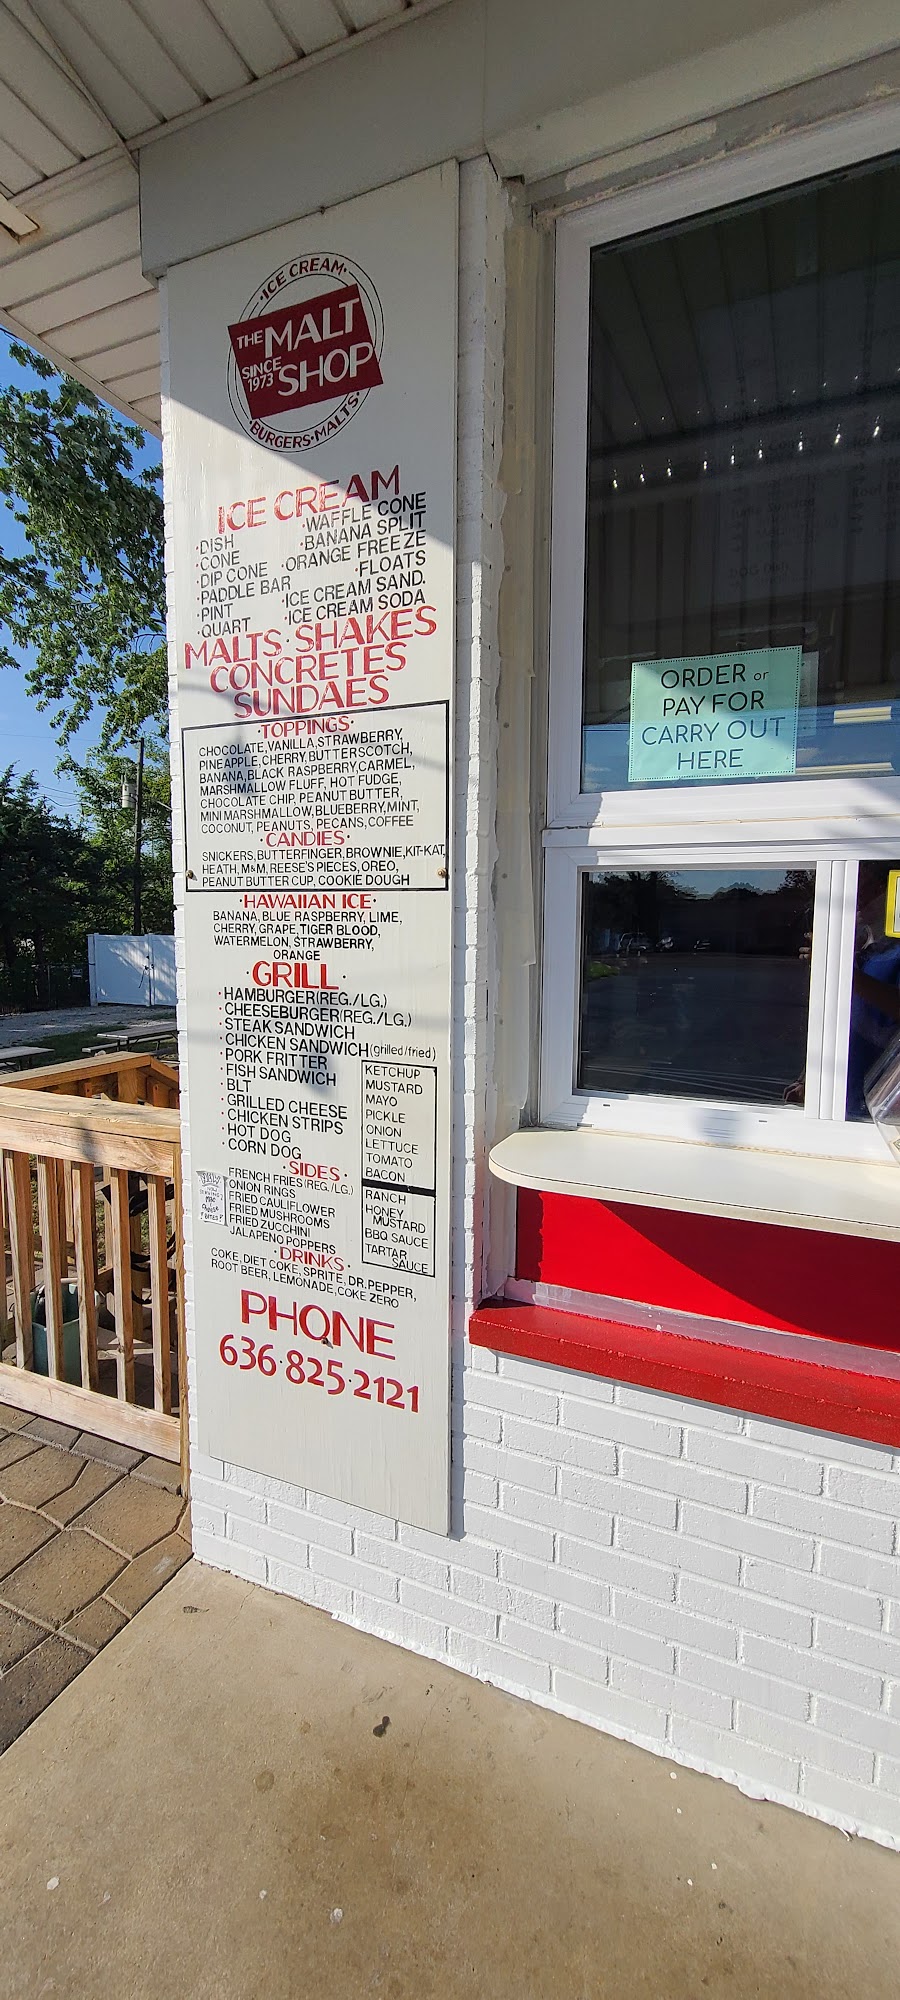 ·ICE CREAM·
THE MALT
SINCE 1973 SHOP
·BURGERS·MALTS·
ICE CREAM
·DISH
·CONE
·DIP CONE
·PADDLE BAR
·PINT
·QUART
·WAFFLE CONE
·BANANA SPLIT
·ORANGE FREEZE
·FLOATS
·ICE CREAM SAND.
·ICE CREAM SODA
MALTS·SHAKES
CONCRETES
SUNDAES
·TOPPINGS·
CHOCOLATE, VANILLA, STRAWBERRY,
PINEAPPLE, CHERRY, BUTTERSCOTCH,
BANANA, BLACK RASPBERRY, CARMEL,
MARSHMALLOW FLUFF, HOT FUDGE,
CHOCOLATE CHIP, PEANUT BUTTER,
MINI MARSHMALLOW, BLUEBERRY, MINT,
COCONUT, PEANUTS, PECANS, COFFEE
·CANDIES·
SNICKERS, BUTTERFINGER, BROWNIE, KIT-KAT,
HEATH, M&M, REESE'S PIECES, OREO,
PEANUT BUTTER CUP, COOKIE DOUGH
·HAWAIIAN ICE·
BANANA, BLUE RASPBERRY, LIME,
CHERRY, GRAPE, TIGER BLOOD,
WATERMELON, STRAWBERRY,
ORANGE
·GRILL·
·HAMBURGER (REG./LG.)
·CHEESEBURGER (REG./LG.)
·STEAK SANDWICH
·CHICKEN SANDWICH (grilled/fried)
·PORK FRITTER
·FISH SANDWICH
·BLT
·GRILLED CHEESE
·CHICKEN STRIPS
·HOT DOG
·CORN DOG
KETCHUP
MUSTARD
MAYO
PICKLE
ONION
LETTUCE
TOMATO
BACON
RANCH
HONEY
MUSTARD
BBQ SAUCE
TARTAR
SAUCE
·SIDES·
FRENCH FRIES (REG./LG.)
ONION RINGS
FRIED CAULIFLOWER
FRIED MUSHROOMS
FRIED ZUCCHINI
JALAPENO POPPERS
·DRINKS·
COKE, DIET COKE, SPRITE, DR. PEPPER,
ROOT BEER, LEMONADE, COKE ZERO
PHONE
636·825·2121
ORDER or
PAY FOR
CARRY OUT
HERE